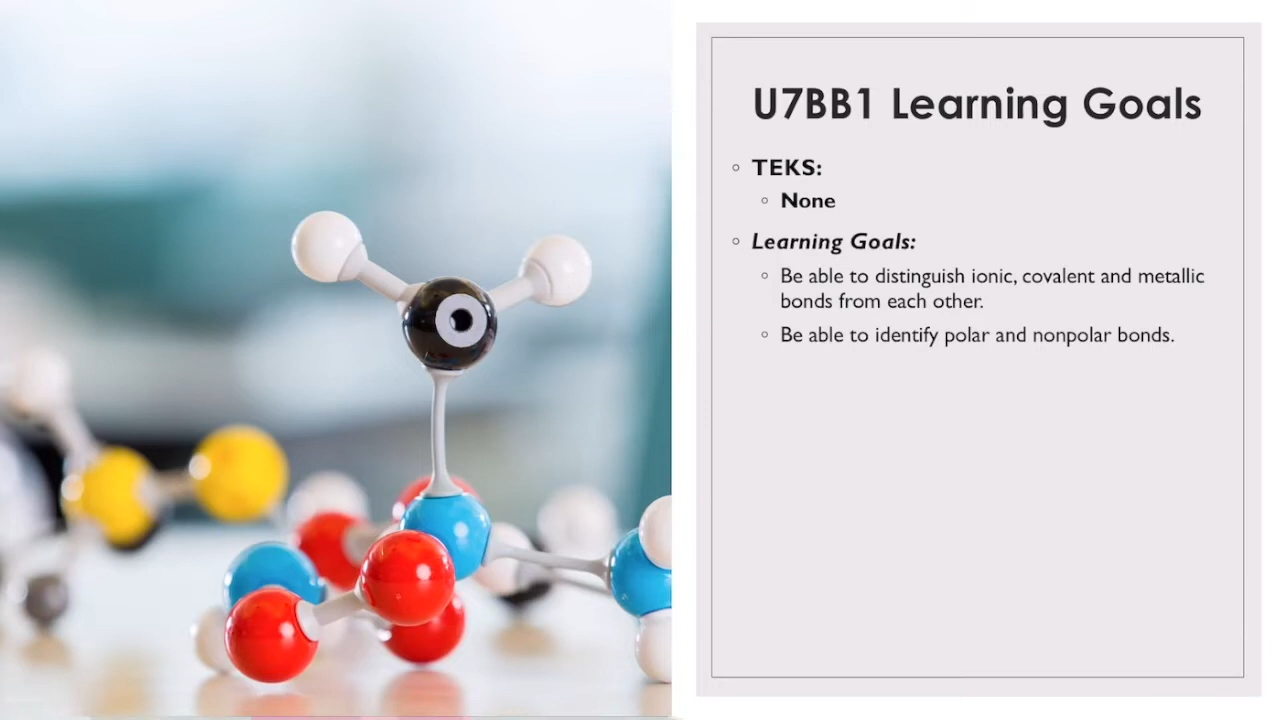 U7BB1 Learning Goals
TEKS:
None
Learning Goals:
Be able to distinguish ionic, covalent and metallic
bonds from each other.
Be able to identify polar and nonpolar bonds.